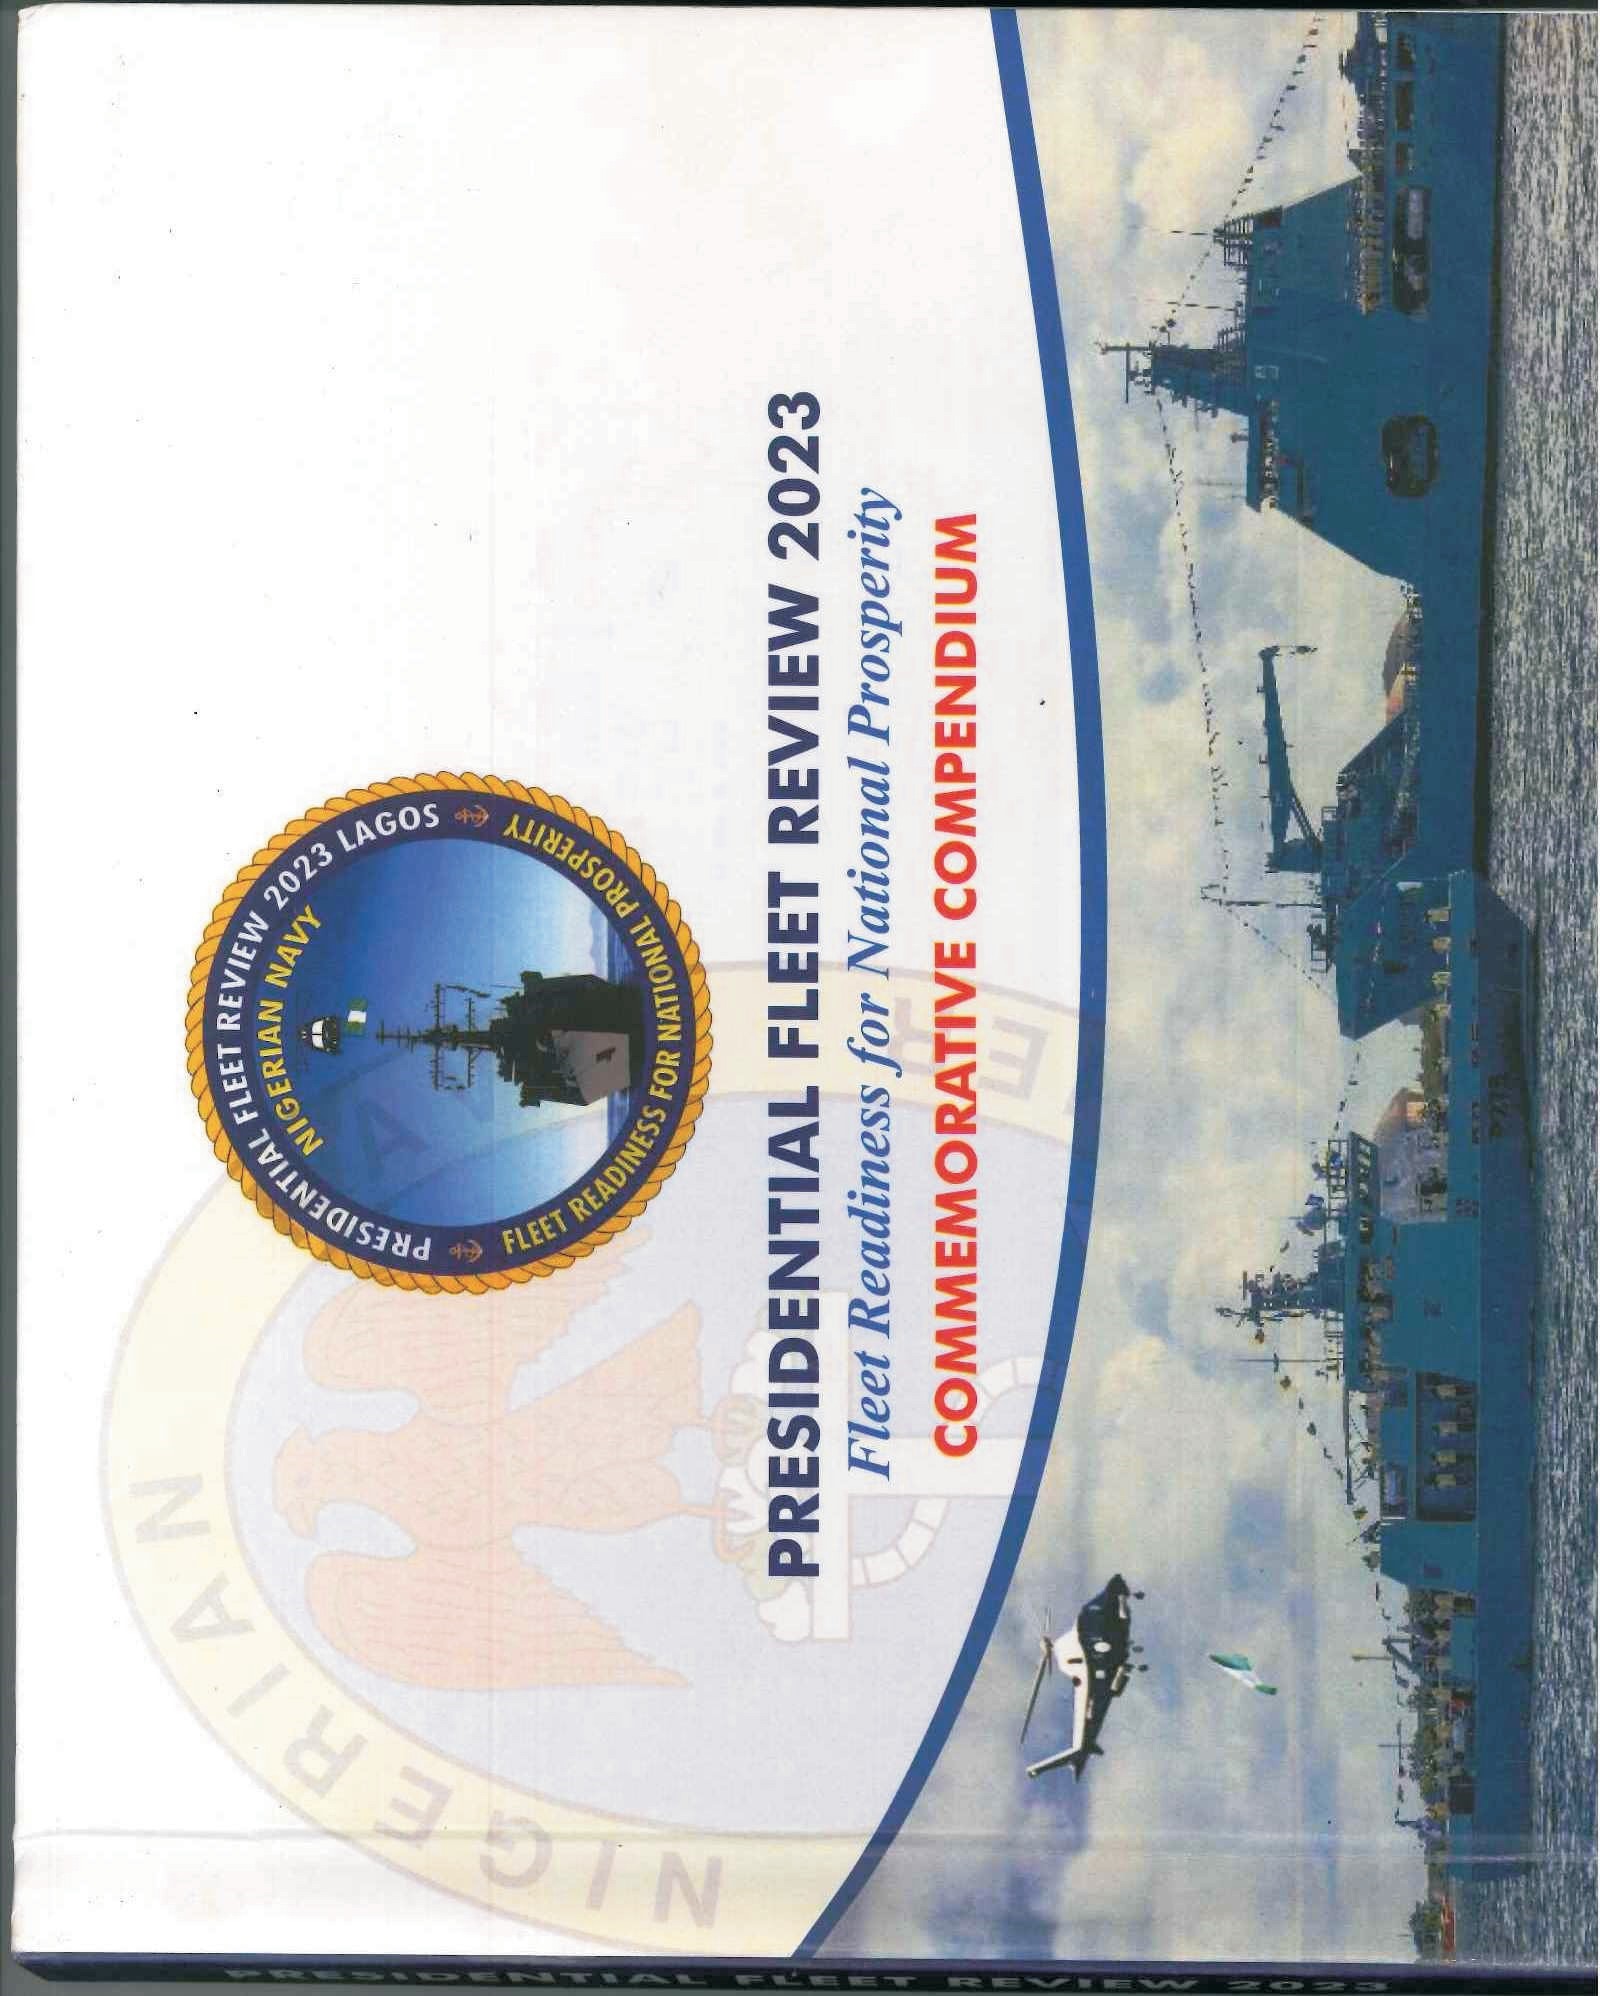 PRESIDENTIAL FLEET REVIEW 2023 LAGOS
NIGERIAN NAVY
FLEET READINESS FOR NATIONAL PROSPERITY
NIGERIAN
ER
PRESIDENTIAL FLEET REVIEW 2023
Fleet Readiness for National Prosperity
COMMEMORATIVE COMPENDIUM
PRESIDENTIAL FLEET REVIEW 2023